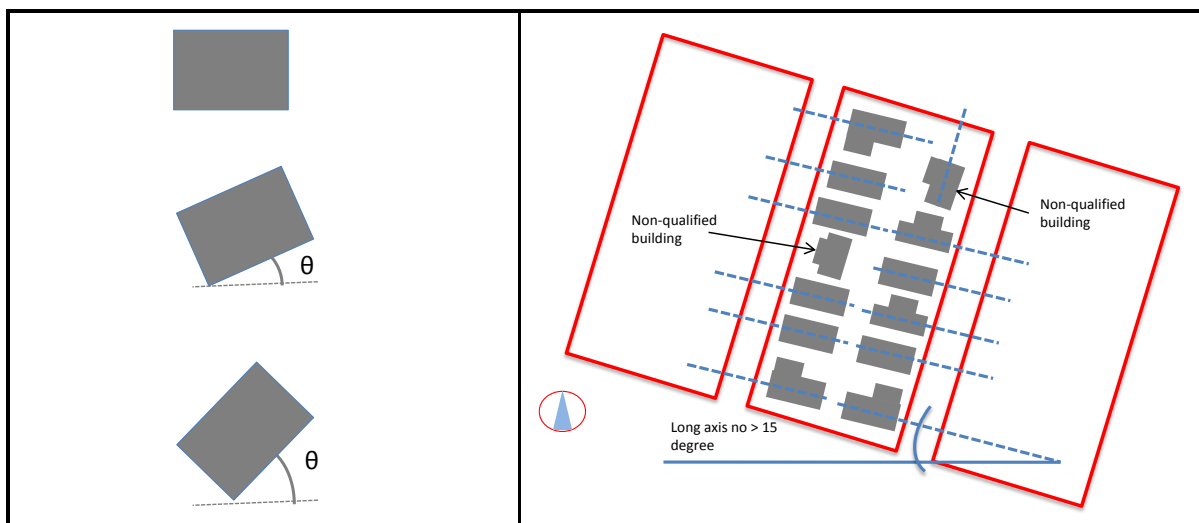 θ
θ
Non-qualified
building
Non-qualified
building
Long axis no > 15
degree